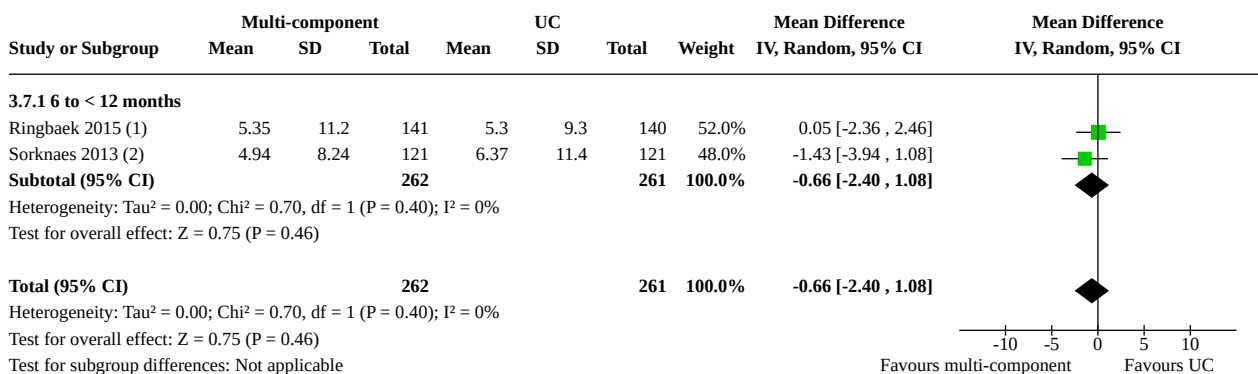 Multi-component UC Mean Difference Mean Difference
Study or Subgroup Mean SD Total Mean SD Total Weight IV, Random, 95% CI IV, Random, 95% CI
3.7.1 6 to < 12 months
Ringbaek 2015 (1) 5.35 11.2 141 5.3 9.3 140 52.0% 0.05 [-2.36 , 2.46]
Sorknaes 2013 (2) 4.94 8.24 121 6.37 11.4 121 48.0% -1.43 [-3.94 , 1.08]
Subtotal (95% CI) 262 261 100.0% -0.66 [-2.40 , 1.08]
Heterogeneity: Tau² = 0.00; Chi² = 0.70, df = 1 (P = 0.40); I² = 0%
Test for overall effect: Z = 0.75 (P = 0.46)
Total (95% CI) 262 261 100.0% -0.66 [-2.40 , 1.08]
Heterogeneity: Tau² = 0.00; Chi² = 0.70, df = 1 (P = 0.40); I² = 0%
Test for overall effect: Z = 0.75 (P = 0.46) -10 -5 0 5 10
Test for subgroup differences: Not applicable Favours multi-component Favours UC